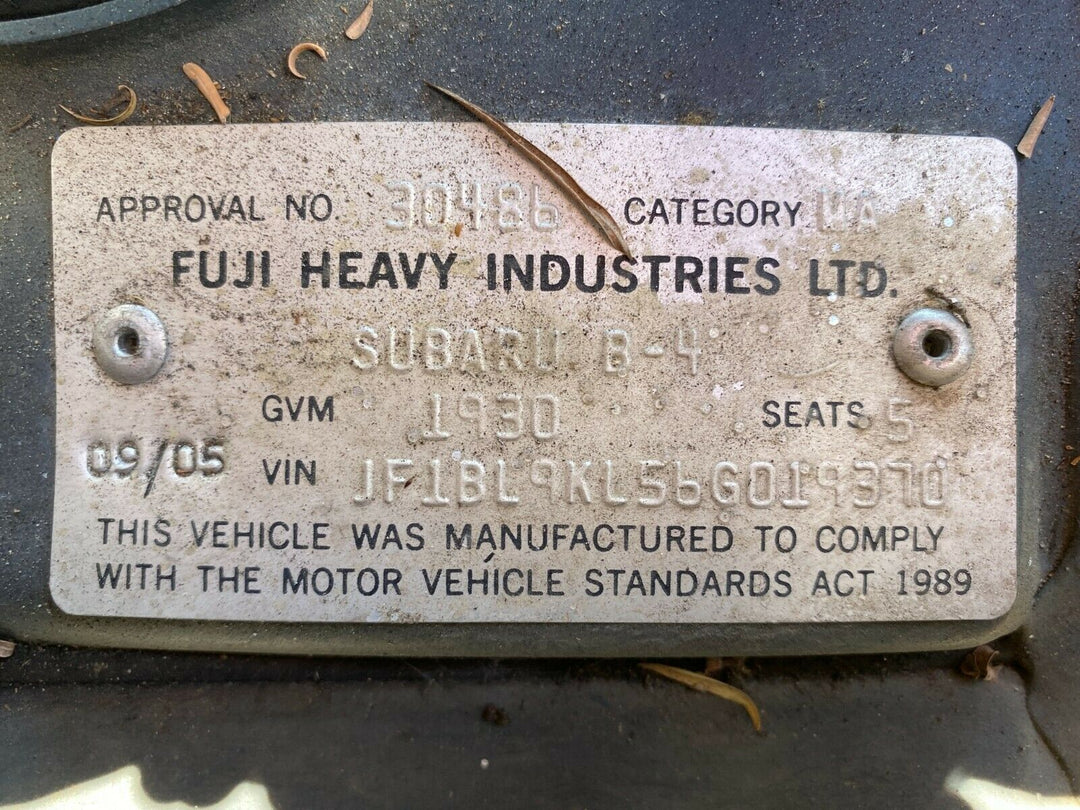 APPROVAL NO. 30486 CATEGORY MA
FUJI HEAVY INDUSTRIES LTD.
SUBARU B-4
GVM 1930 SEATS 5
09/05 VIN JF1BL9KL56G019370
THIS VEHICLE WAS MANUFACTURED TO COMPLY
WITH THE MOTOR VEHICLE STANDARDS ACT 1989